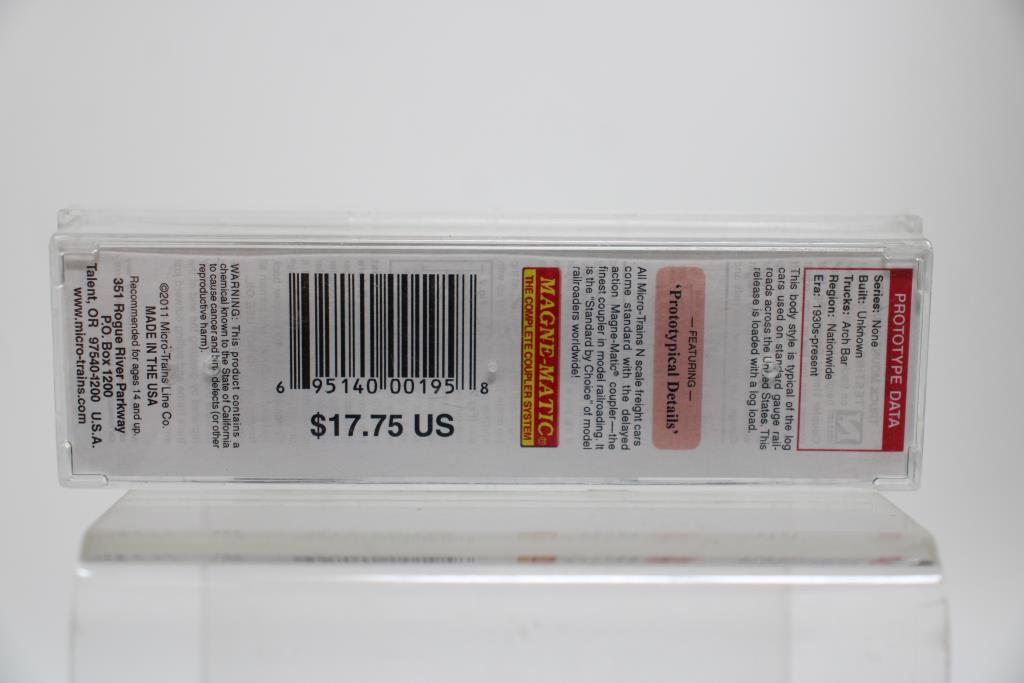 PROTOTYPE DATA
Series: None
Built: Unknown
Trucks: Arch Bar
Region: Nationwide
Era: 1930s-present
This body style is typical of the log
cars used on standard gauge rail-
roads across the United States. This
release is loaded with a log load.
— FEATURING —
‘Prototypical Details’
All Micro-Trains N scale freight cars
come standard with the delayed
action Magne-Matic® coupler—the
finest coupler in model railroading. It
is the "Standard by Choice" of model
railroaders worldwide!
MAGNE-MATIC®
THE COMPLETE COUPLER SYSTEM
6 95140 00195 8
$17.75 US
WARNING: This product contains a
chemical known to the State of California
to cause cancer and birth defects (or other
reproductive harm).
©2011 Micro-Trains Line Co.
MADE IN THE USA
Recommended for ages 14 and up.
351 Rogue River Parkway
P.O. Box 1200
Talent, OR 97540-1200 U.S.A.
www.micro-trains.com